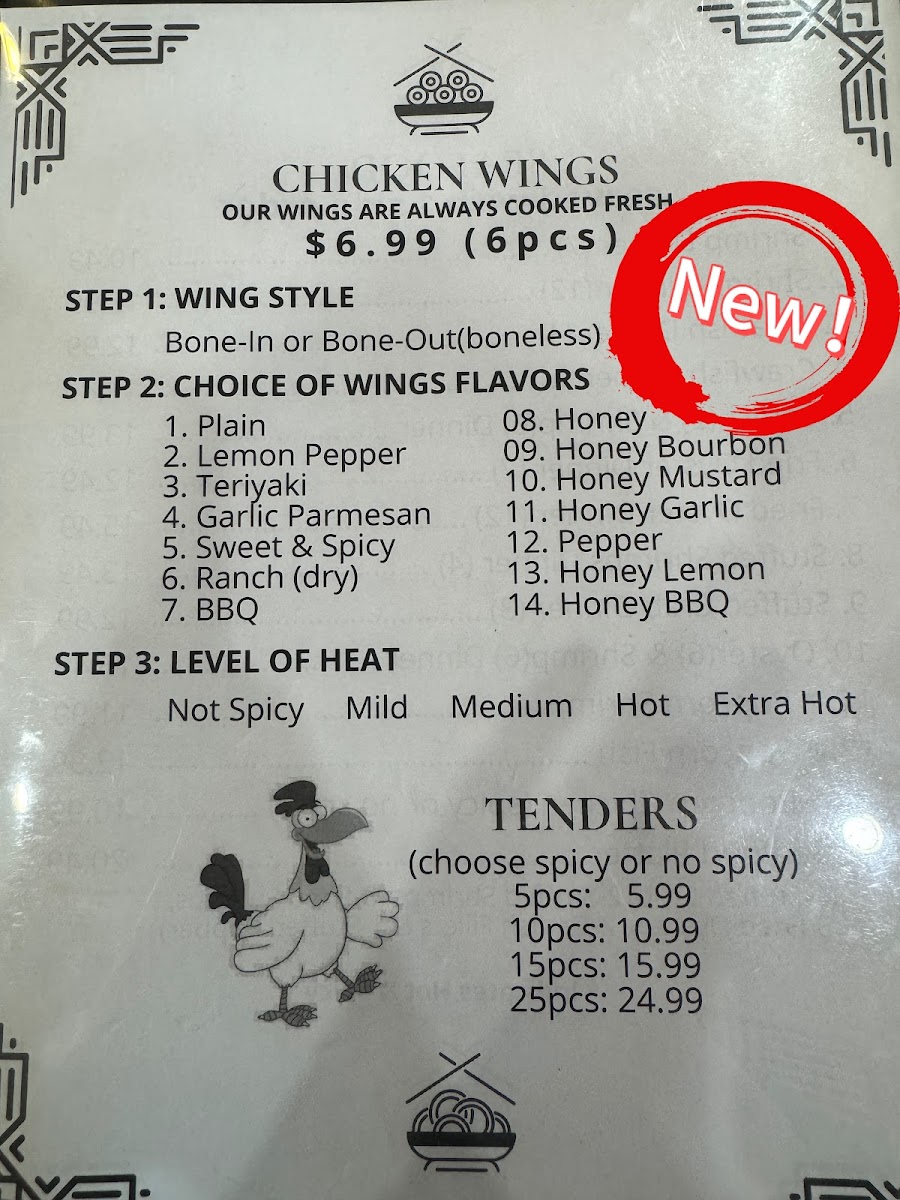 CHICKEN WINGS
OUR WINGS ARE ALWAYS COOKED FRESH
$6.99 (6pcs)
New!
STEP 1: WING STYLE
Bone-In or Bone-Out(boneless)
STEP 2: CHOICE OF WINGS FLAVORS
1. Plain
2. Lemon Pepper
3. Teriyaki
4. Garlic Parmesan
5. Sweet & Spicy
6. Ranch (dry)
7. BBQ
08. Honey
09. Honey Bourbon
10. Honey Mustard
11. Honey Garlic
12. Pepper
13. Honey Lemon
14. Honey BBQ
STEP 3: LEVEL OF HEAT
Not Spicy Mild Medium Hot Extra Hot
TENDERS
(choose spicy or no spicy)
5pcs: 5.99
10pcs: 10.99
15pcs: 15.99
25pcs: 24.99